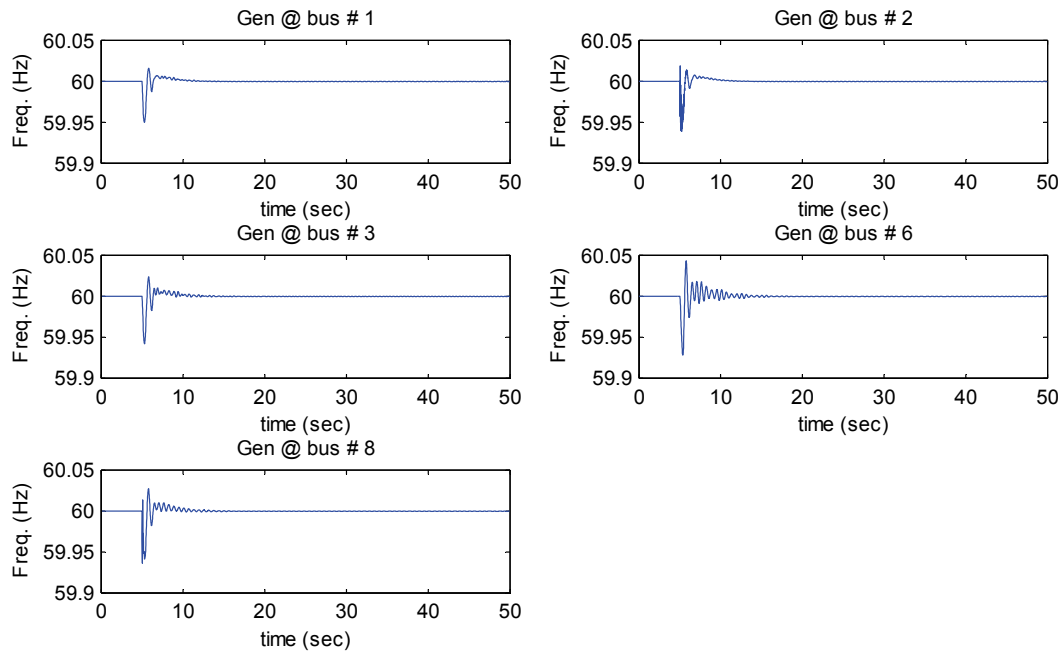 Gen @ bus # 1
60.05
60
59.95
59.9
Freq. (Hz)
0 10 20 30 40 50
time (sec)
Gen @ bus # 2
60.05
60
59.95
59.9
Freq. (Hz)
0 10 20 30 40 50
time (sec)
Gen @ bus # 3
60.05
60
59.95
59.9
Freq. (Hz)
0 10 20 30 40 50
time (sec)
Gen @ bus # 6
60.05
60
59.95
59.9
Freq. (Hz)
0 10 20 30 40 50
time (sec)
Gen @ bus # 8
60.05
60
59.95
59.9
Freq. (Hz)
0 10 20 30 40 50
time (sec)